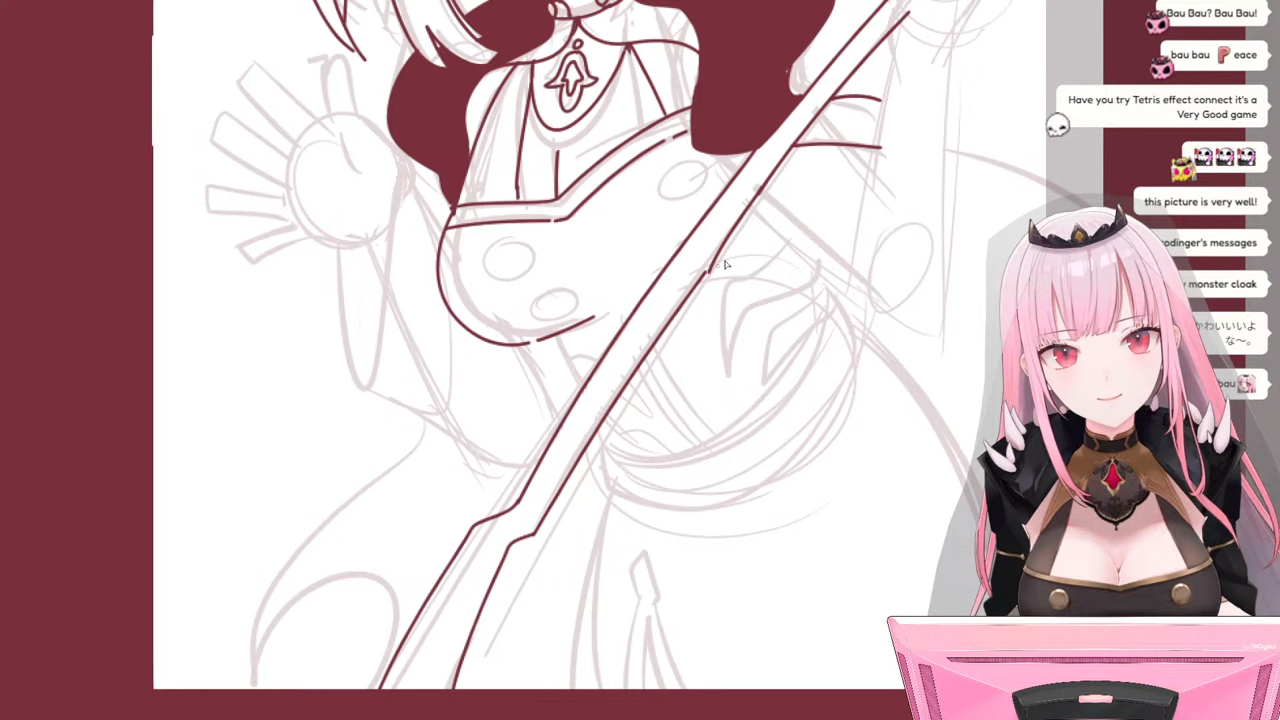 Bau Bau? Bau Bau!
bau bau P eace
Have you try Tetris effect connect it's a
Very Good game
this picture is very well!
odinger's messages
monster cloak
かわいいよ
な～。
bau